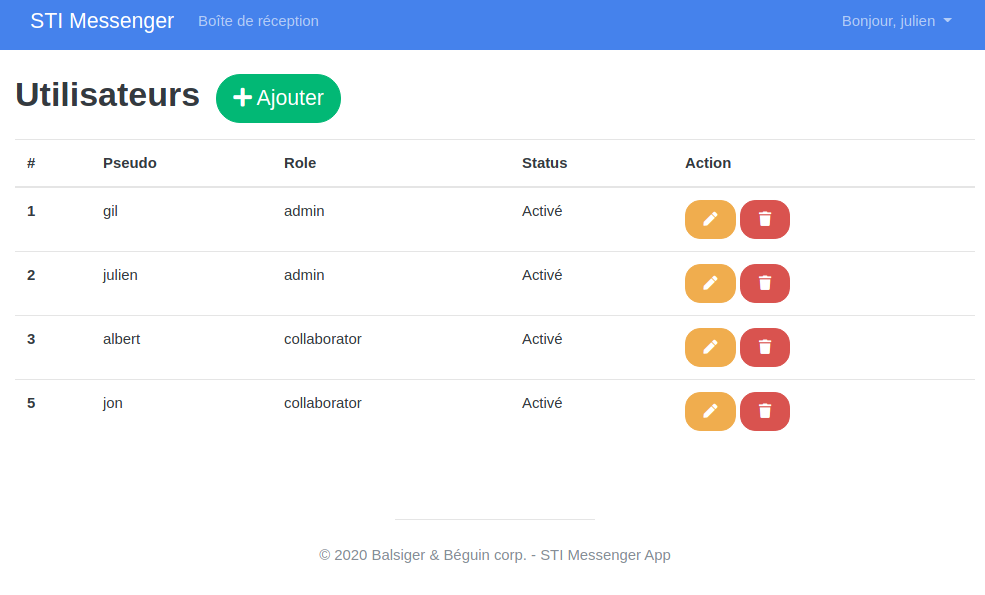 STI Messenger Boîte de réception Bonjour, julien
Utilisateurs Ajouter
# Pseudo Role Status Action
1 gil admin Activé
2 julien admin Activé
3 albert collaborator Activé
5 jon collaborator Activé
© 2020 Balsiger & Béguin corp. - STI Messenger App